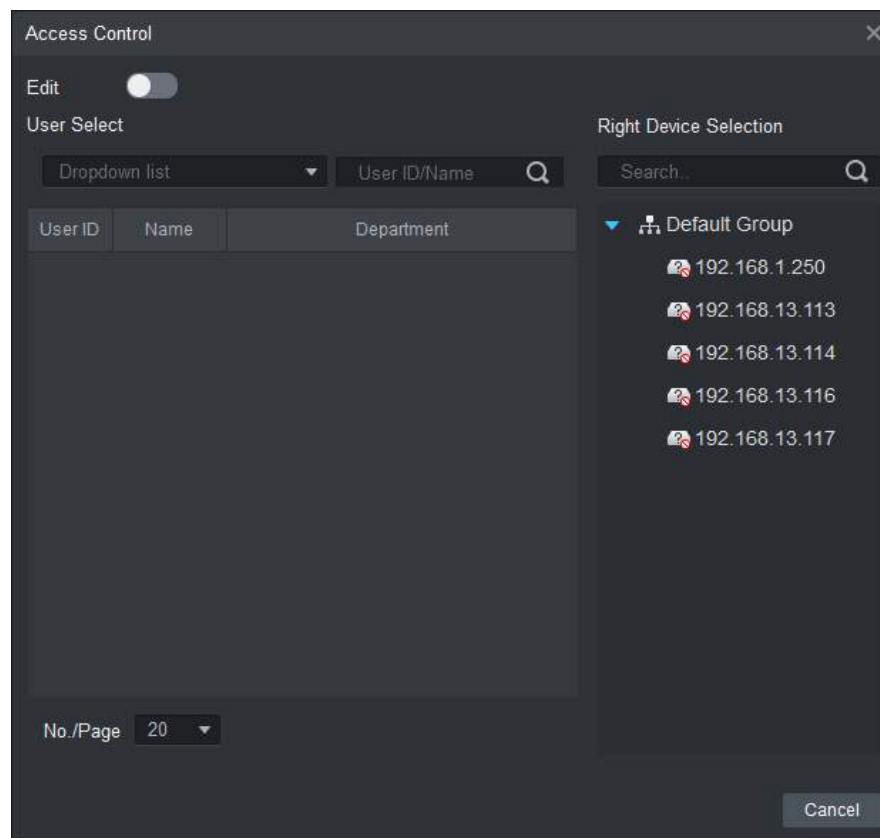 Access Control
Edit
User Select
Dropdown list
User ID/Name
User ID Name Department
No./Page 20
Right Device Selection
Search..
Default Group
192.168.1.250
192.168.13.113
192.168.13.114
192.168.13.116
192.168.13.117
Cancel